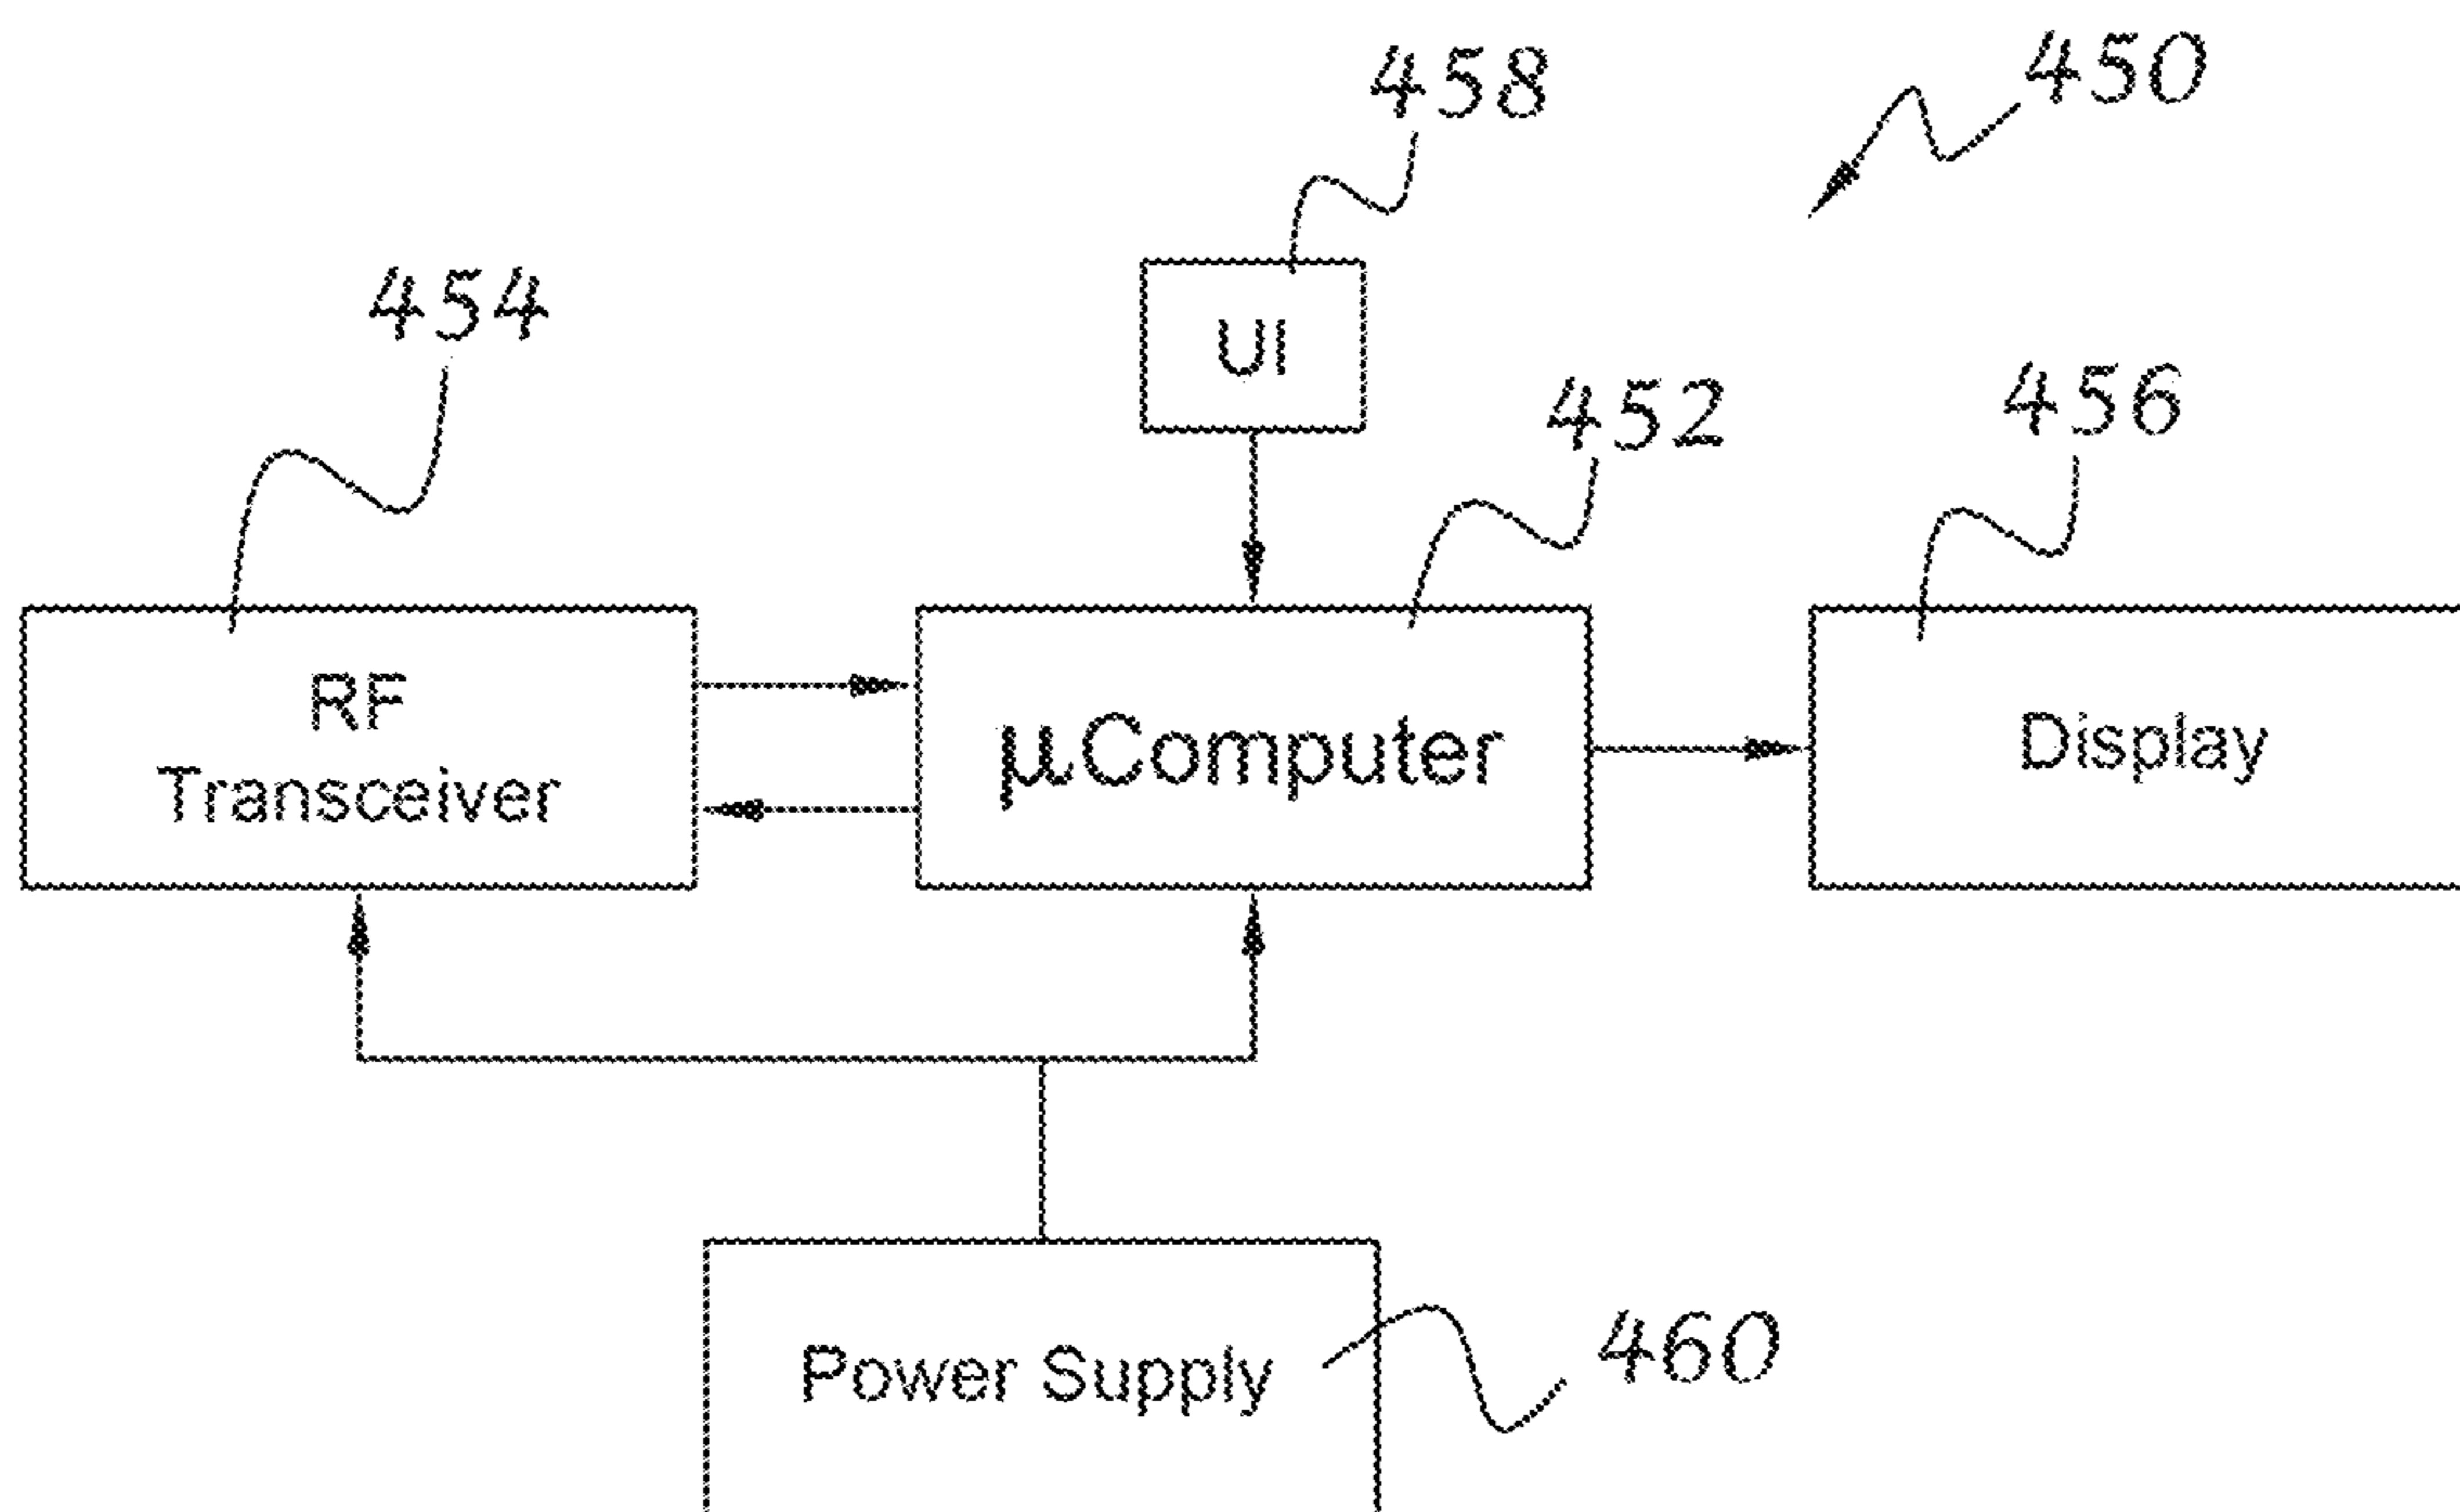 458
450
454
UI
452
456
RF
Transceiver
µComputer
Display
Power Supply
460